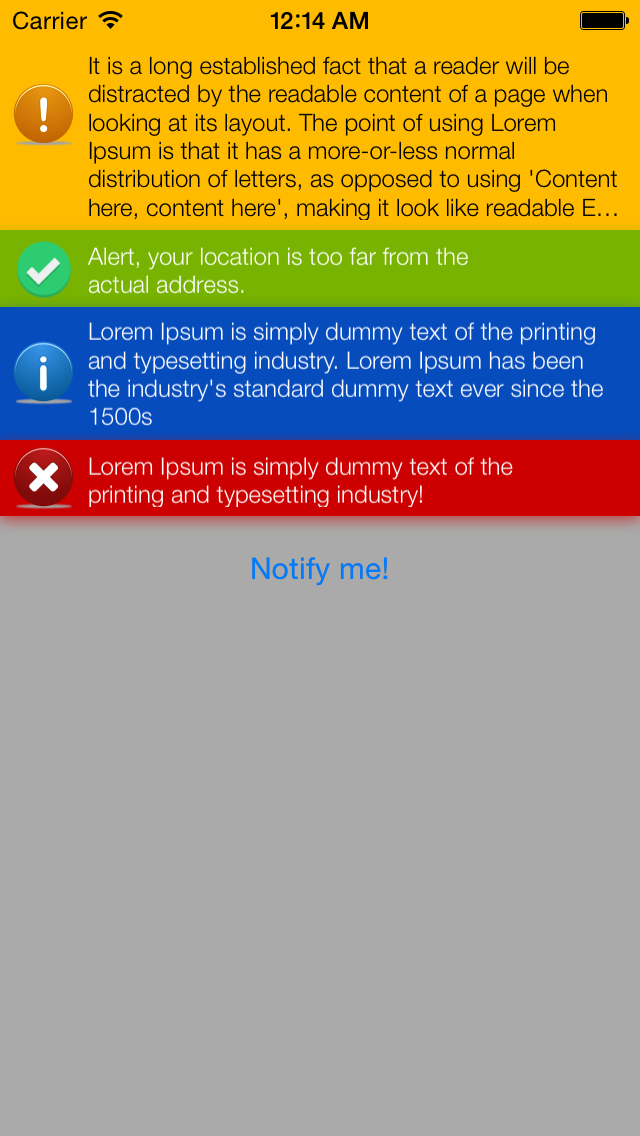 Carrier 12:14 AM
It is a long established fact that a reader will be
distracted by the readable content of a page when
looking at its layout. The point of using Lorem
Ipsum is that it has a more-or-less normal
distribution of letters, as opposed to using 'Content
here, content here', making it look like readable E…
Alert, your location is too far from the
actual address.
Lorem Ipsum is simply dummy text of the printing
and typesetting industry. Lorem Ipsum has been
the industry's standard dummy text ever since the
1500s
Lorem Ipsum is simply dummy text of the
printing and typesetting industry!
Notify me!